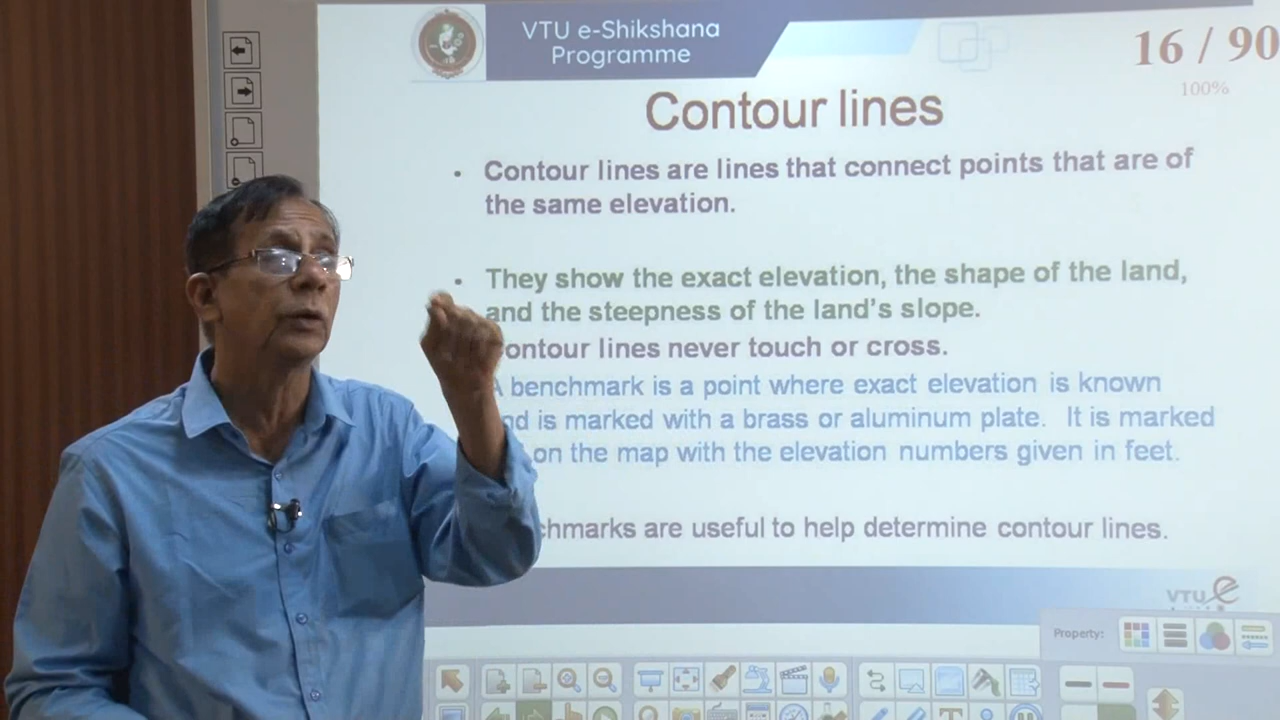 VTU e-Shikshana
Programme
16 / 90
100%
Contour lines
• Contour lines are lines that connect points that are of
the same elevation.
• They show the exact elevation, the shape of the land,
and the steepness of the land's slope.
ontour lines never touch or cross.
A benchmark is a point where exact elevation is known
nd is marked with a brass or aluminum plate. It is marked
on the map with the elevation numbers given in feet.
chmarks are useful to help determine contour lines.
VTU e
Property: